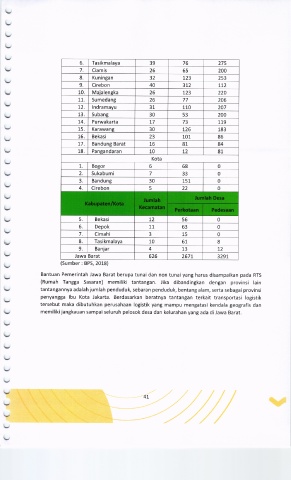 6. Tasikmalaya 39 76 275
7. Ciamis 26 65 200
8. Kuningan 32 123 253
9. Cirebon 40 312 112
10. Majalengka 26 123 220
11. Sumedang 26 77 206
12. Indramayu 31 110 207
13. Subang 30 53 200
14. Purwakarta 17 73 119
15. Karawang 30 126 183
16. Bekasi 23 101 86
17. Bandung Barat 16 81 84
18. Pangandaran 10 12 81
Kota
1. Bogor 6 68 0
2. Sukabumi 7 33 0
3. Bandung 30 151 0
4. Cirebon 5 22 0
Kabupaten/Kota Jumlah Kecamatan Jumlah Desa
Perkotaan Pedesaan
5. Bekasi 12 56 0
6. Depok 11 63 0
7. Cimahi 3 15 0
8. Tasikmalaya 10 61 8
9. Banjar 4 13 12
Jawa Barat 626 2671 3291
(Sumber : BPS, 2018)
Bantuan Pemerintah Jawa Barat berupa tunai dan non tunai yang harus disampaikan pada RTS
(Rumah Tangga Sasaran) memiliki tantangan. Jika dibandingkan dengan provinsi lain
tantangannya adalah jumlah penduduk, sebaran penduduk, bentang alam, serta sebagai provinsi
penyangga Ibu Kota Jakarta. Berdasarkan beratnya tantangan terkait transportasi logistik
tersebut maka dibutuhkan perusahaan logistik yang mampu mengatasi kendala geografis dan
memiliki jangkauan sampai seluruh pelosok desa dan kelurahan yang ada di Jawa Barat.
41